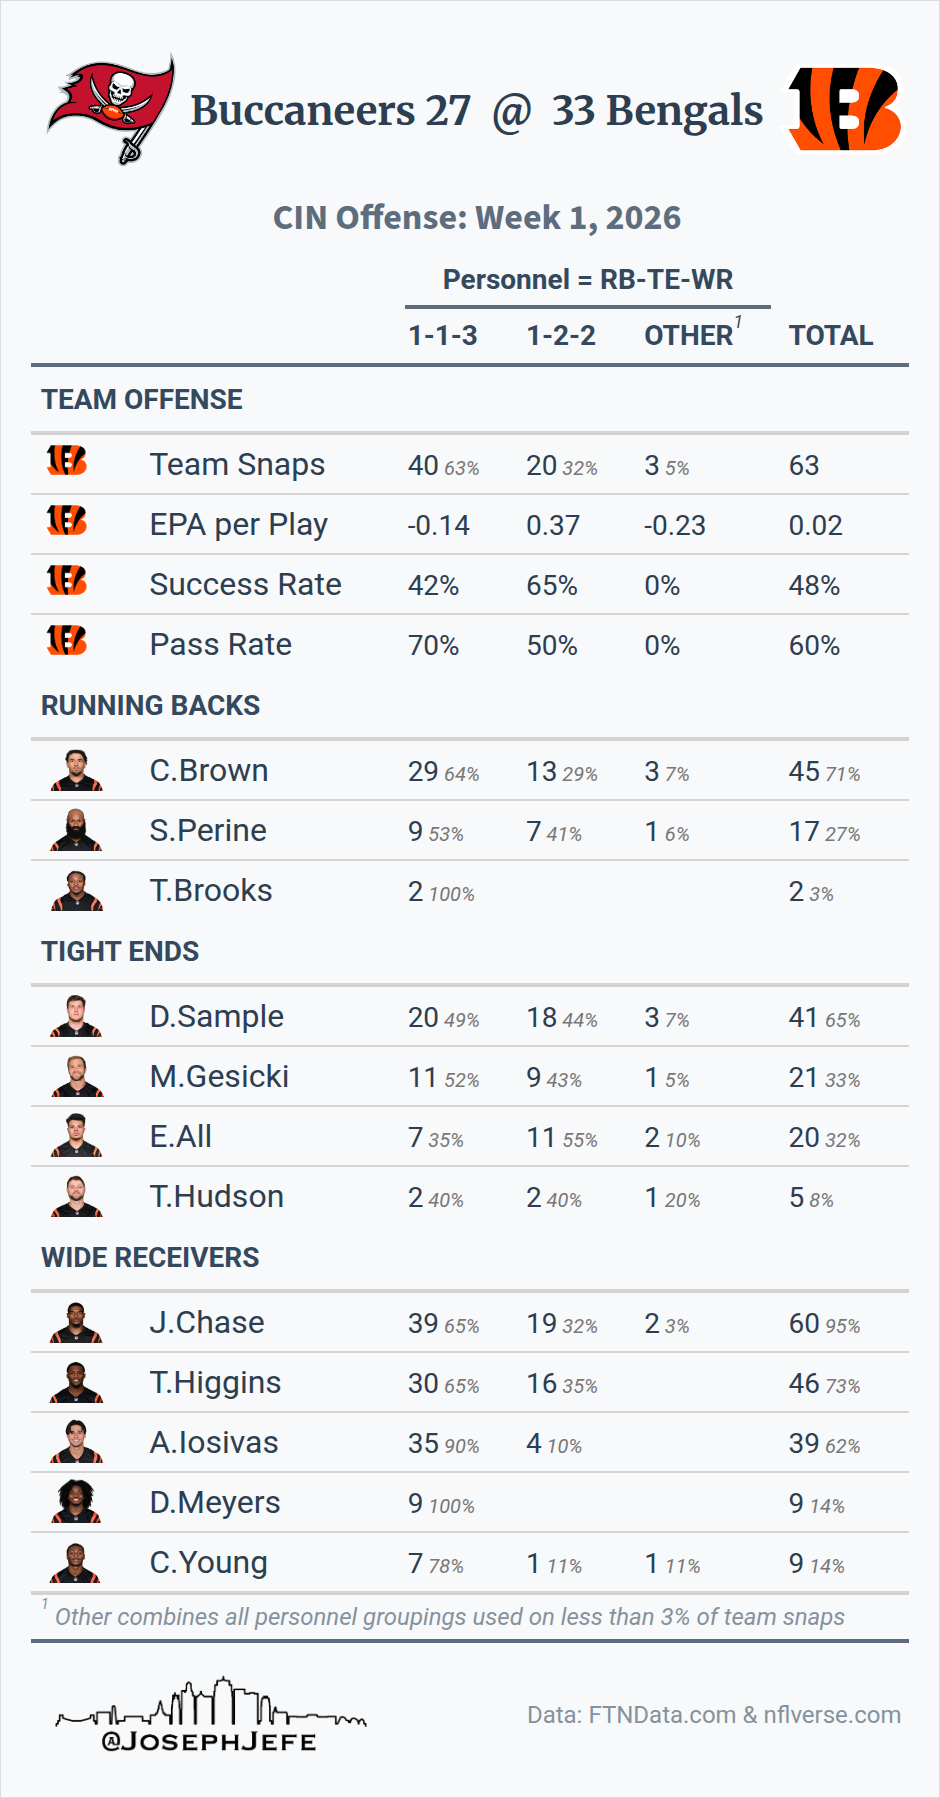 Buccaneers 27 @ 33 Bengals
CIN Offense: Week 1, 2026
Personnel = RB-TE-WR
1-1-3 1-2-2 OTHER1 TOTAL
TEAM OFFENSE
Team Snaps 40 63% 20 32% 3 5% 63
EPA per Play -0.14 0.37 -0.23 0.02
Success Rate 42% 65% 0% 48%
Pass Rate 70% 50% 0% 60%
RUNNING BACKS
C.Brown 29 64% 13 29% 3 7% 45 71%
S.Perine 9 53% 7 41% 1 6% 17 27%
T.Brooks 2 100% 2 3%
TIGHT ENDS
D.Sample 20 49% 18 44% 3 7% 41 65%
M.Gesicki 11 52% 9 43% 1 5% 21 33%
E.All 7 35% 11 55% 2 10% 20 32%
T.Hudson 2 40% 2 40% 1 20% 5 8%
WIDE RECEIVERS
J.Chase 39 65% 19 32% 2 3% 60 95%
T.Higgins 30 65% 16 35% 46 73%
A.Iosivas 35 90% 4 10% 39 62%
D.Meyers 9 100% 9 14%
C.Young 7 78% 1 11% 1 11% 9 14%
1 Other combines all personnel groupings used on less than 3% of team snaps
@JosephJefe
Data: FTNData.com & nflverse.com